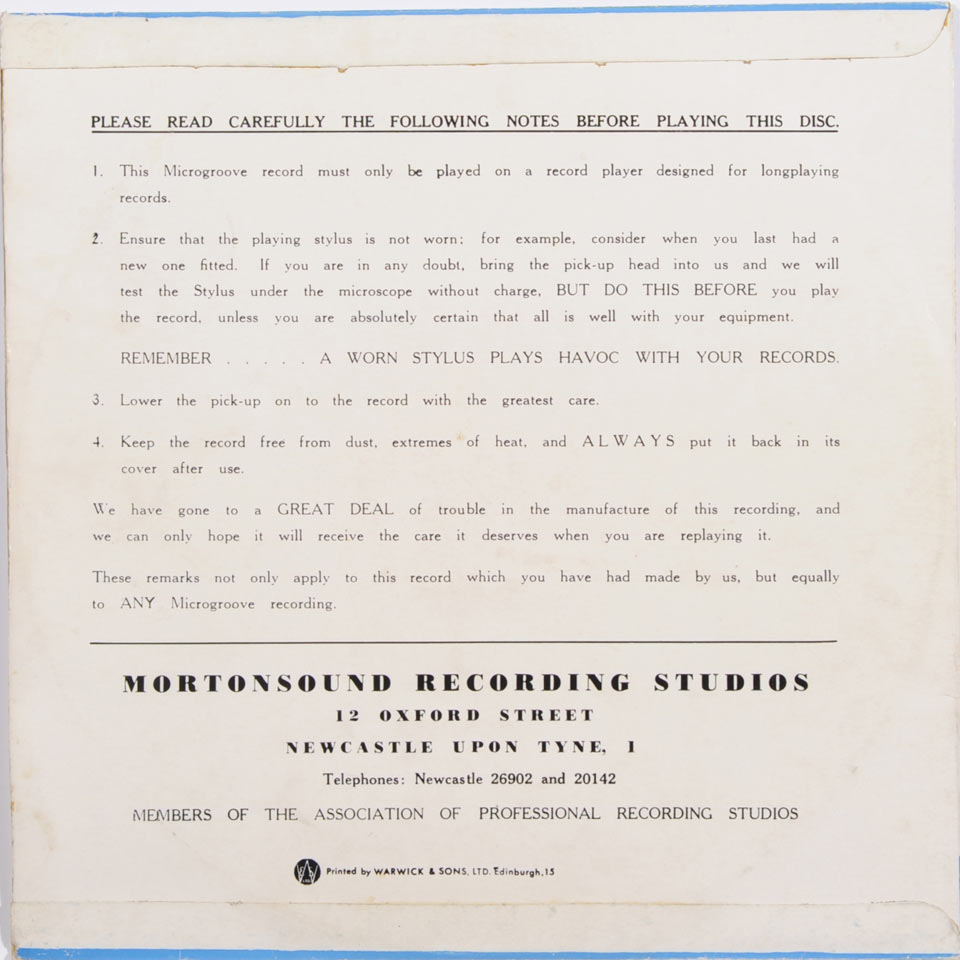 PLEASE READ CAREFULLY THE FOLLOWING NOTES BEFORE PLAYING THIS DISC.
1. This Microgroove record must only be played on a record player designed for longplaying
records.
2. Ensure that the playing stylus is not worn; for example, consider when you last had a
new one fitted. If you are in any doubt, bring the pick-up head into us and we will
test the Stylus under the microscope without charge, BUT DO THIS BEFORE you play
the record, unless you are absolutely certain that all is well with your equipment.
REMEMBER . . . . . A WORN STYLUS PLAYS HAVOC WITH YOUR RECORDS.
3. Lower the pick-up on to the record with the greatest care.
4. Keep the record free from dust, extremes of heat, and ALWAYS put it back in its
cover after use.
We have gone to a GREAT DEAL of trouble in the manufacture of this recording, and
we can only hope it will receive the care it deserves when you are replaying it.
These remarks not only apply to this record which you have had made by us, but equally
to ANY Microgroove recording.
MORTONSOUND RECORDING STUDIOS
12 OXFORD STREET
NEWCASTLE UPON TYNE, 1
Telephones: Newcastle 26902 and 20142
MEMBERS OF THE ASSOCIATION OF PROFESSIONAL RECORDING STUDIOS
Printed by WARWICK & SONS, LTD. Edinburgh, 15